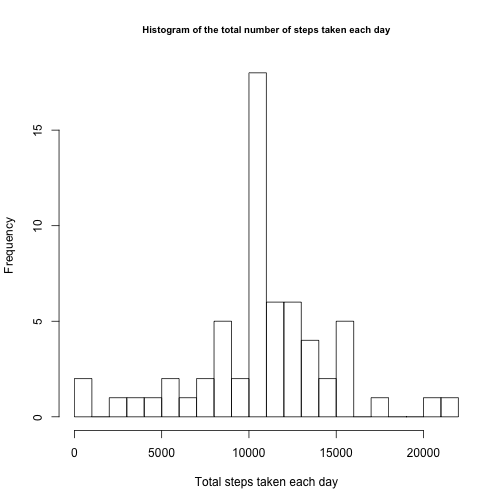 Histogram of the total number of steps taken each day
Frequency
15
10
5
0
0 5000 10000 15000 20000
Total steps taken each day